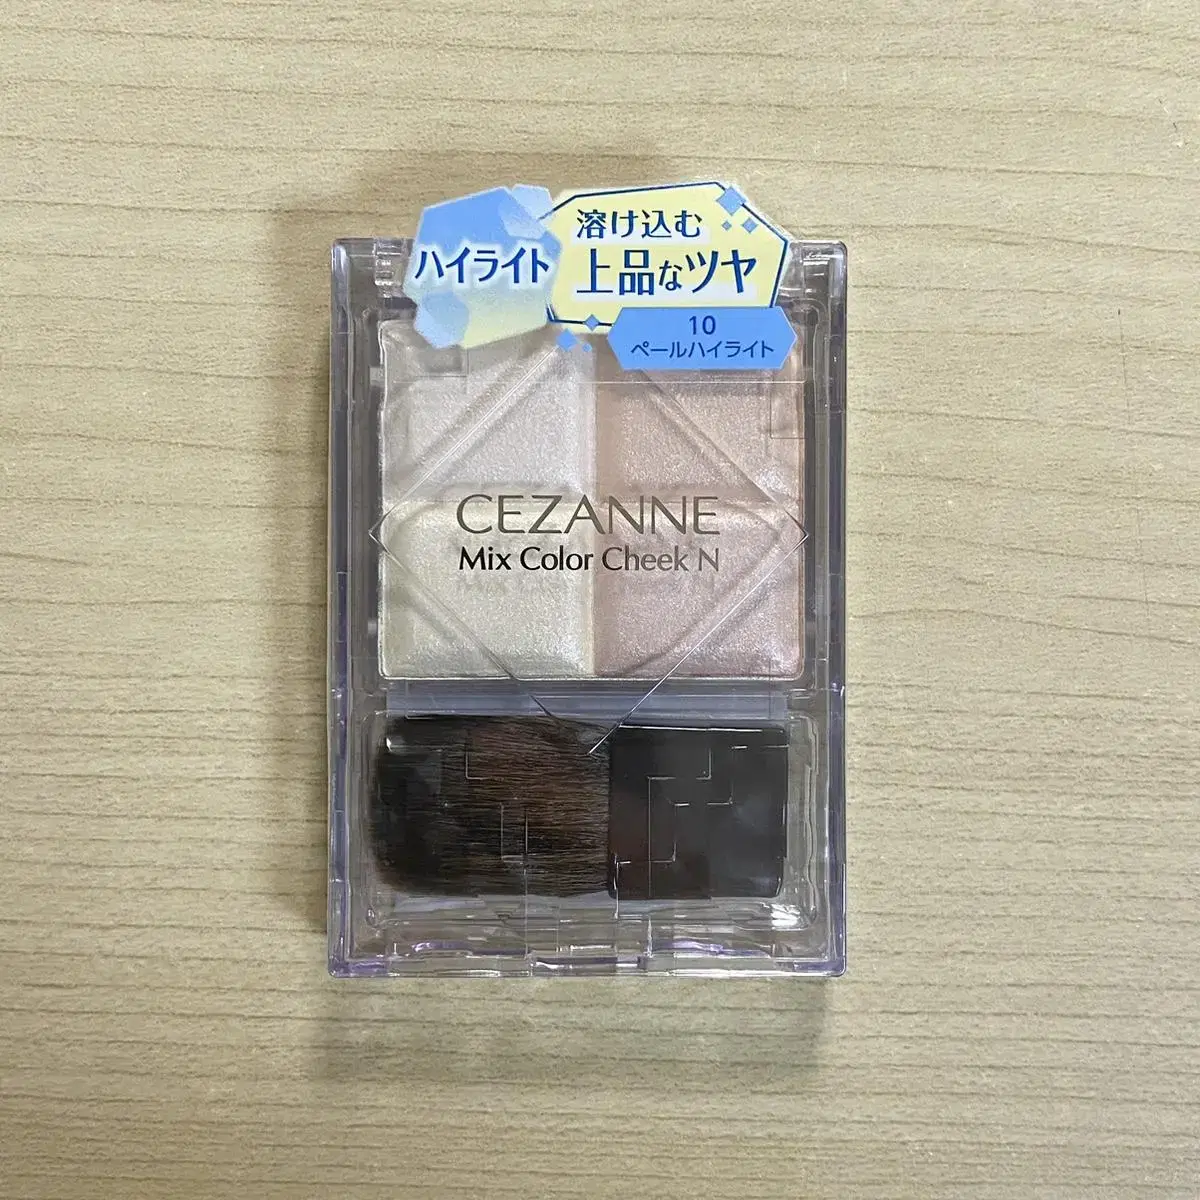 ハイライト
溶け込む
上品なツヤ
10
ペールハイライト
CEZANNE
Mix Color Cheek N